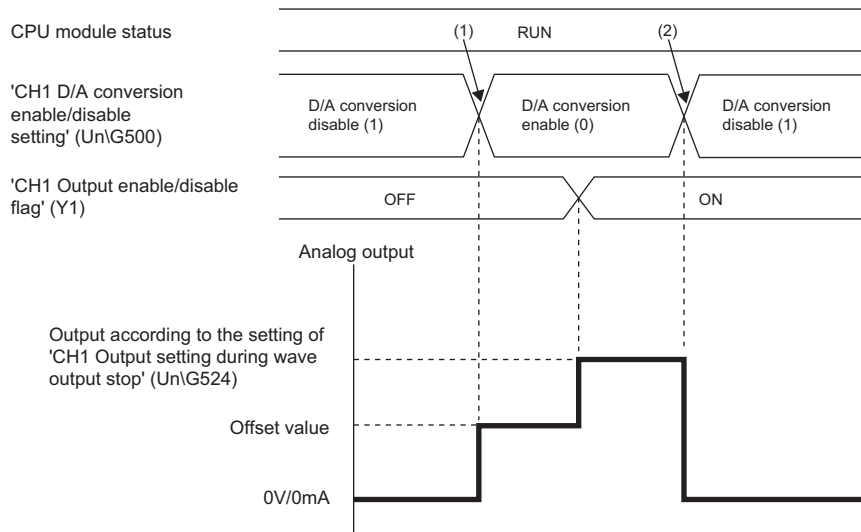 CPU module status
(1)
RUN
(2)
'CH1 D/A conversion
enable/disable
setting' (Un\G500)
D/A conversion
disable (1)
D/A conversion
enable (0)
D/A conversion
disable (1)
'CH1 Output enable/disable
flag' (Y1)
OFF
ON
Analog output
Output according to the setting of
'CH1 Output setting during wave
output stop' (Un\G524)
Offset value
0V/0mA